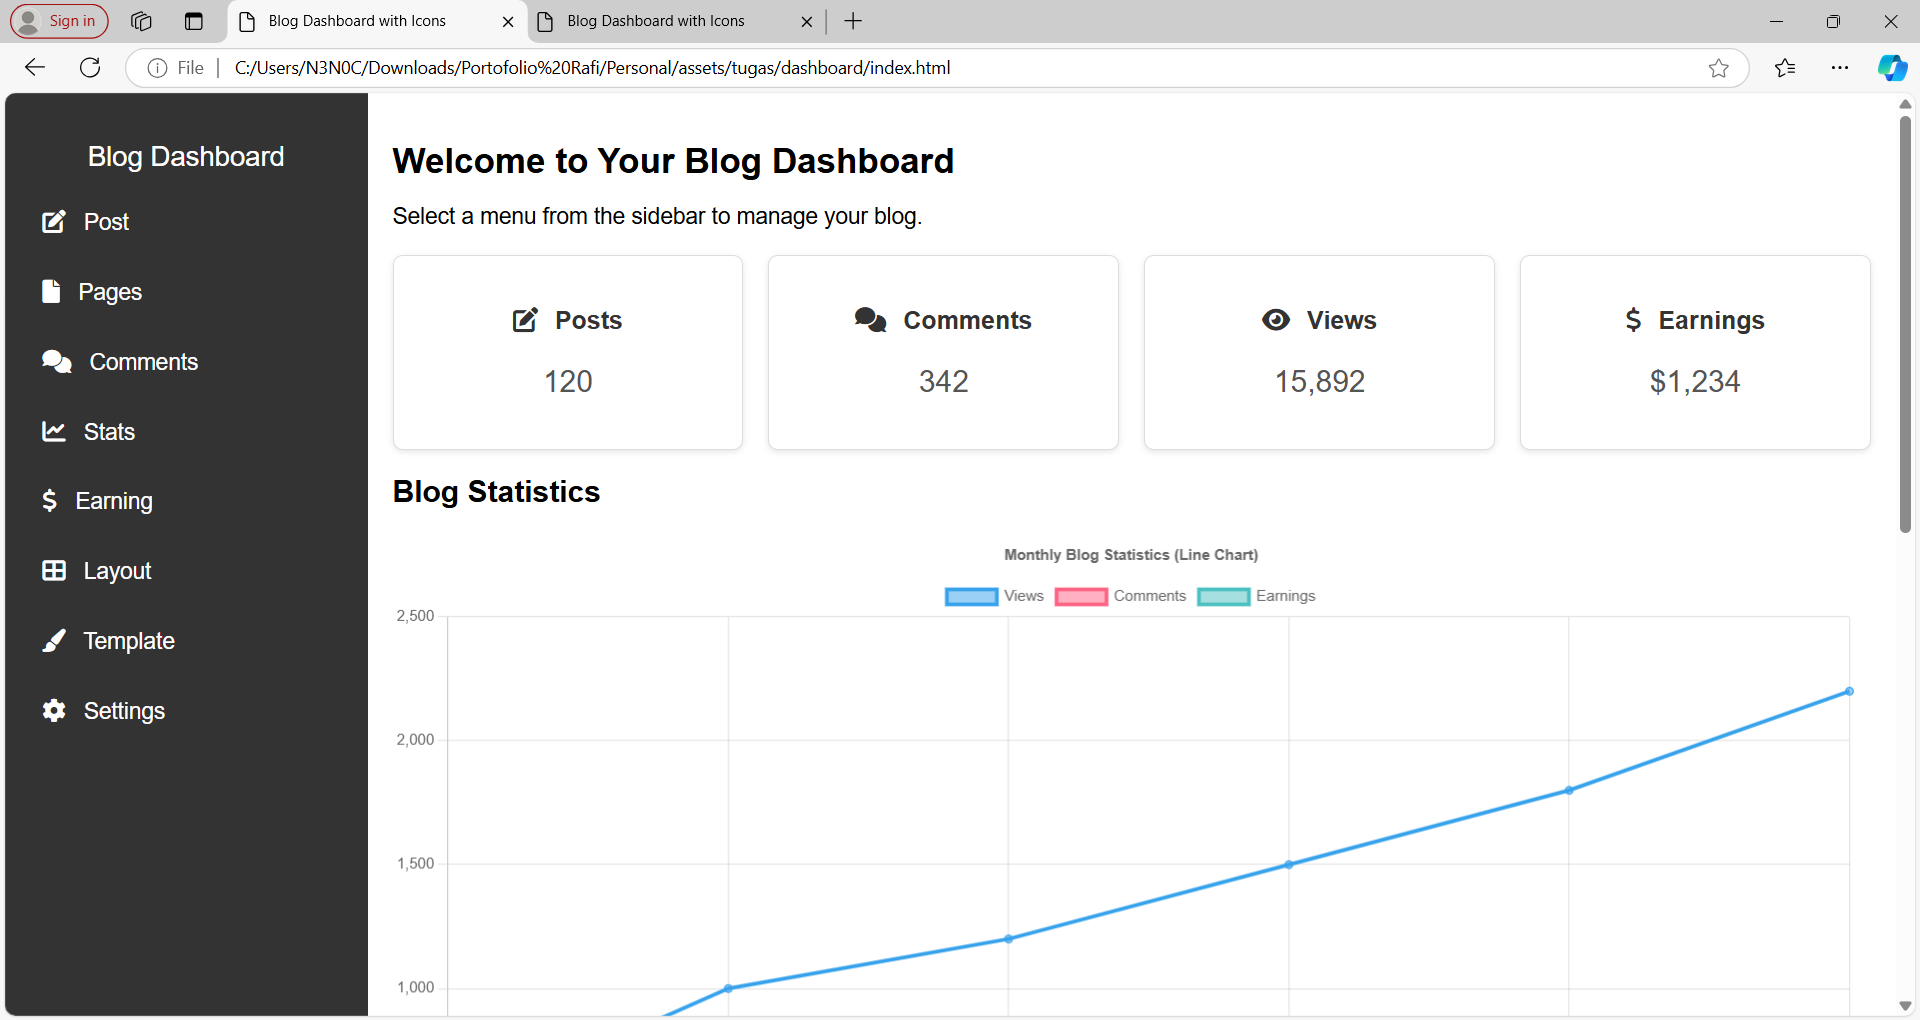 Sign in
Blog Dashboard with Icons
Blog Dashboard with Icons
File
C:/Users/N3N0C/Downloads/Portofolio%20Rafi/Personal/assets/tugas/dashboard/index.html
Blog Dashboard
Post
Pages
Comments
Stats
Earning
Layout
Template
Settings
Welcome to Your Blog Dashboard
Select a menu from the sidebar to manage your blog.
Posts
120
Comments
342
Views
15,892
$ Earnings
$1,234
Blog Statistics
Monthly Blog Statistics (Line Chart)
Views Comments Earnings
2,500
2,000
1,500
1,000